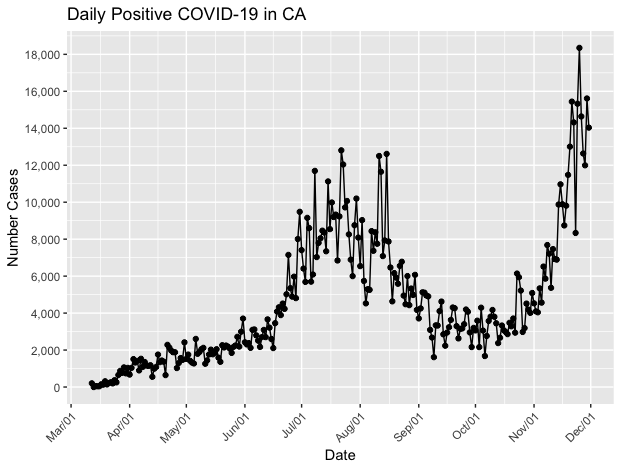 Daily Positive COVID-19 in CA
Number Cases
18,000
16,000
14,000
12,000
10,000
8,000
6,000
4,000
2,000
0
Mar/01
Apr/01
May/01
Jun/01
Jul/01
Aug/01
Sep/01
Oct/01
Nov/01
Dec/01
Date